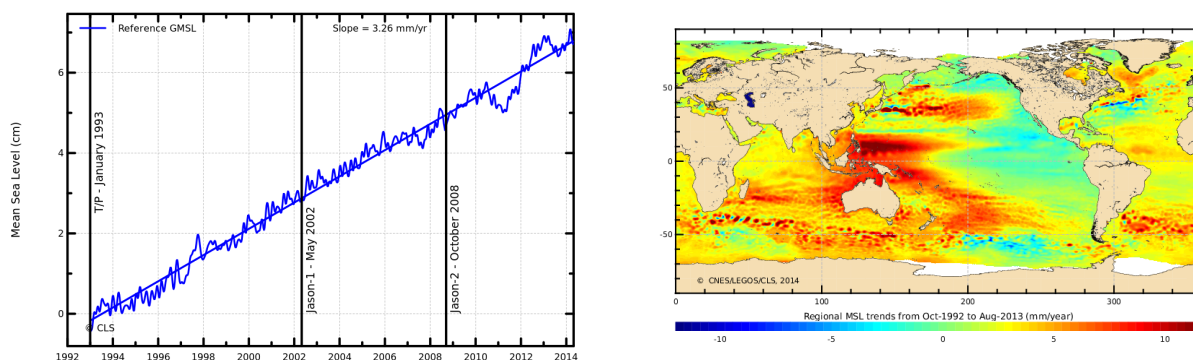 Reference GMSL
Slope = 3.26 mm/yr
Mean Sea Level (cm)
6
4
2
0
T/P - January 1993
Jason-1 - May 2002
Jason-2 - October 2008
© CLS
1992 1994 1996 1998 2000 2002 2004 2006 2008 2010 2012 2014
50
0
-50
© CNES/LEGOS/CLS, 2014
0 100 200 300
Regional MSL trends from Oct-1992 to Aug-2013 (mm/year)
-10 -5 0 5 10